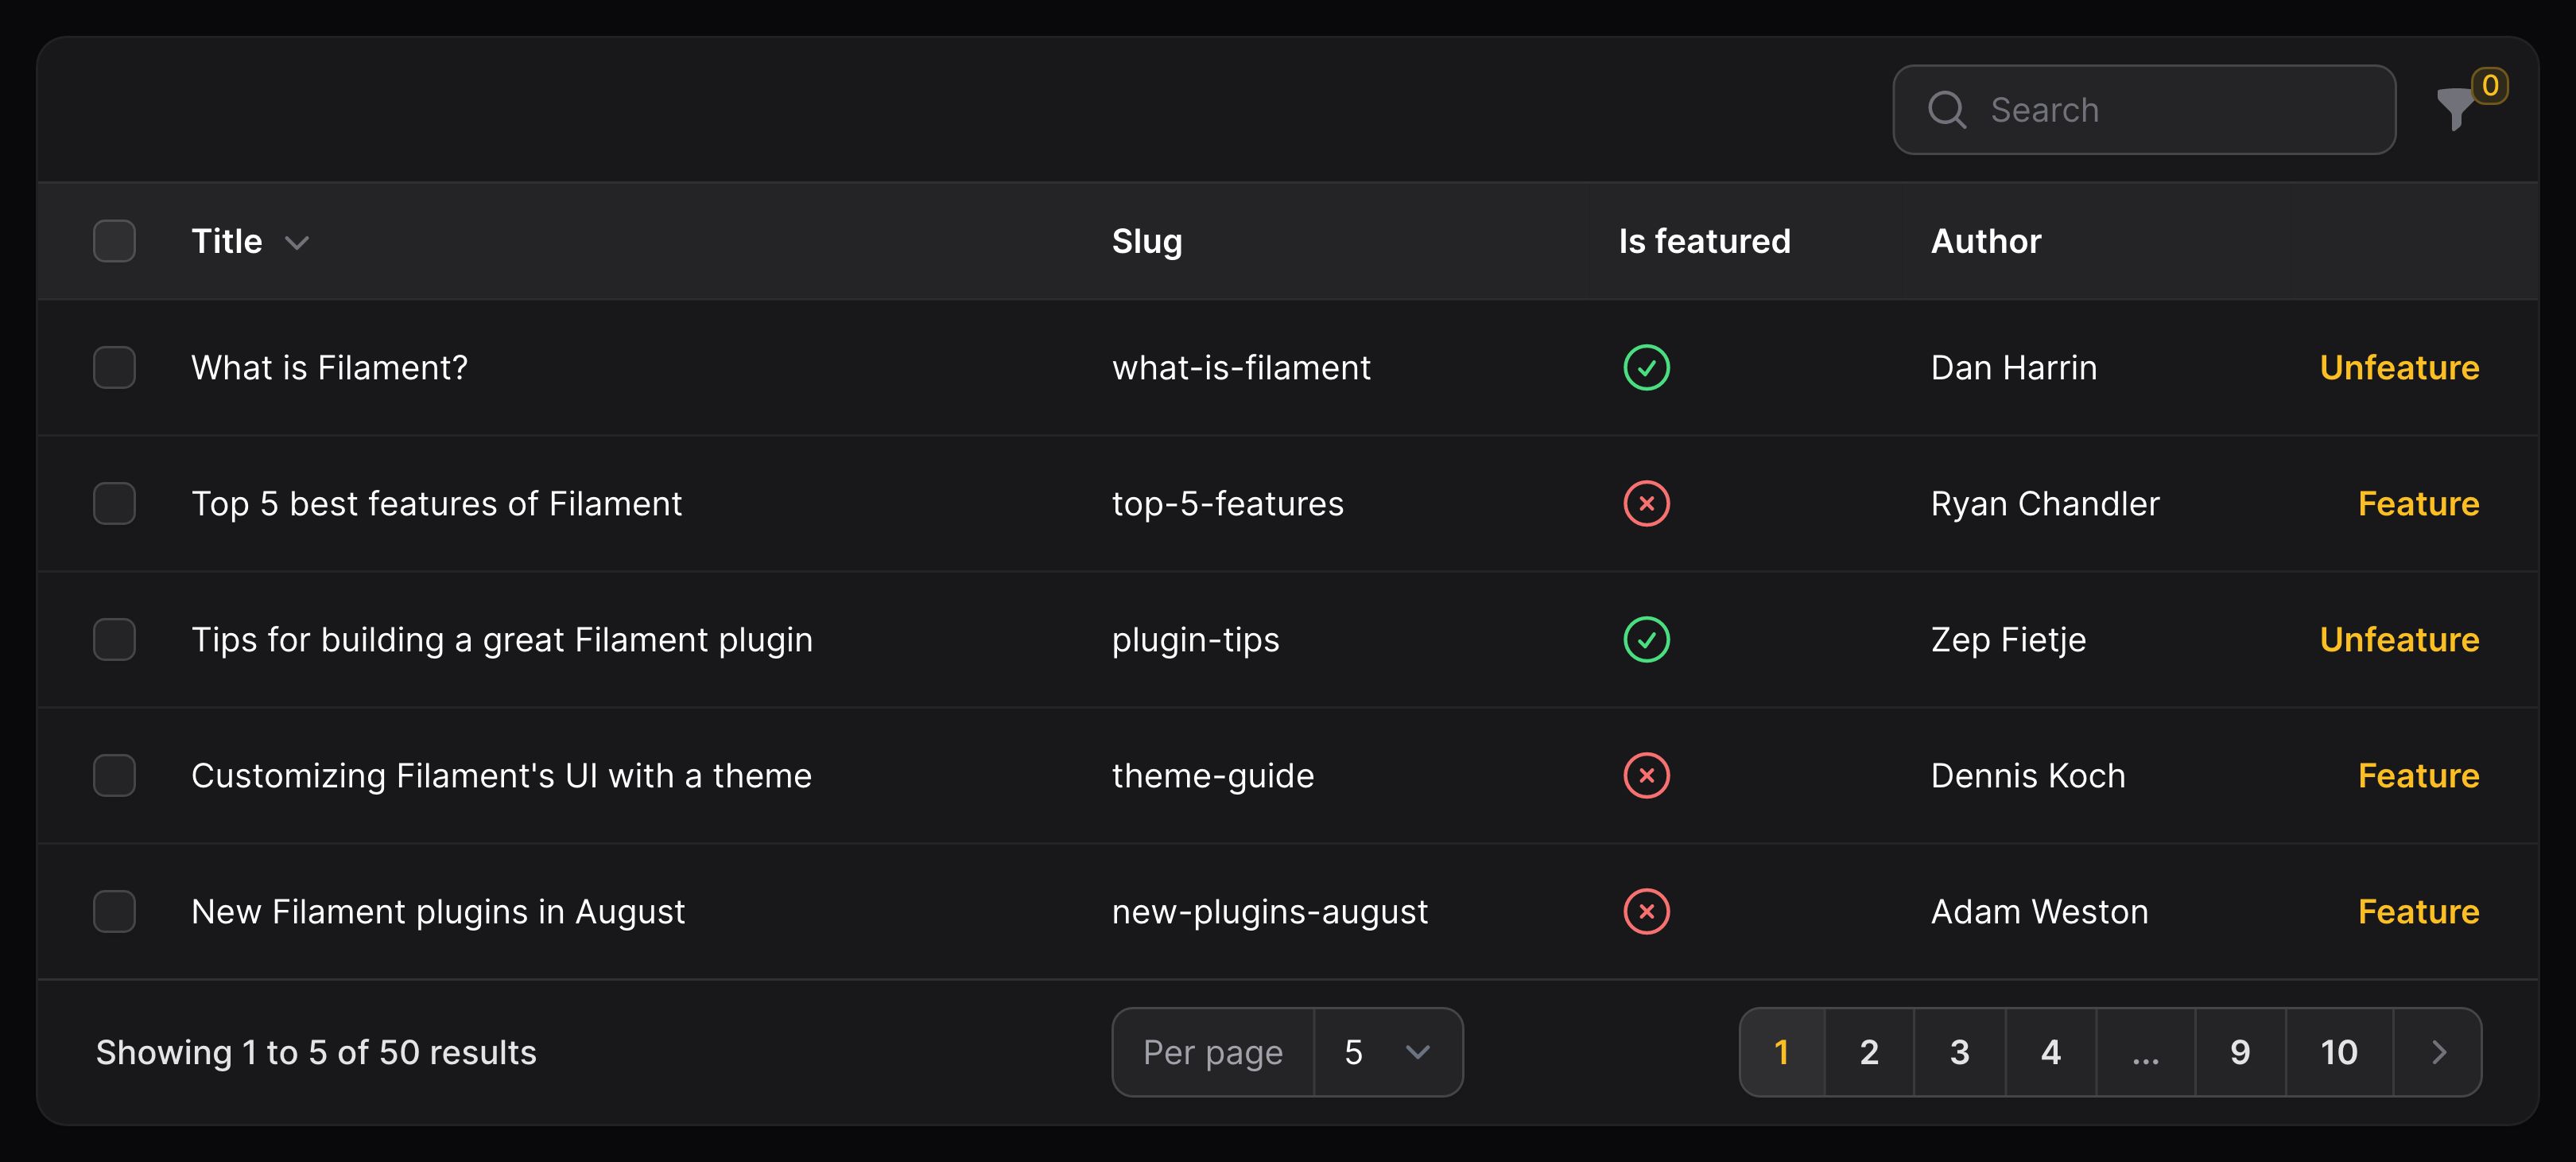 Search
0
Title Slug Is featured Author
What is Filament? what-is-filament Dan Harrin Unfeature
Top 5 best features of Filament top-5-features Ryan Chandler Feature
Tips for building a great Filament plugin plugin-tips Zep Fietje Unfeature
Customizing Filament's UI with a theme theme-guide Dennis Koch Feature
New Filament plugins in August new-plugins-august Adam Weston Feature
Showing 1 to 5 of 50 results Per page 5 1 2 3 4 ... 9 10